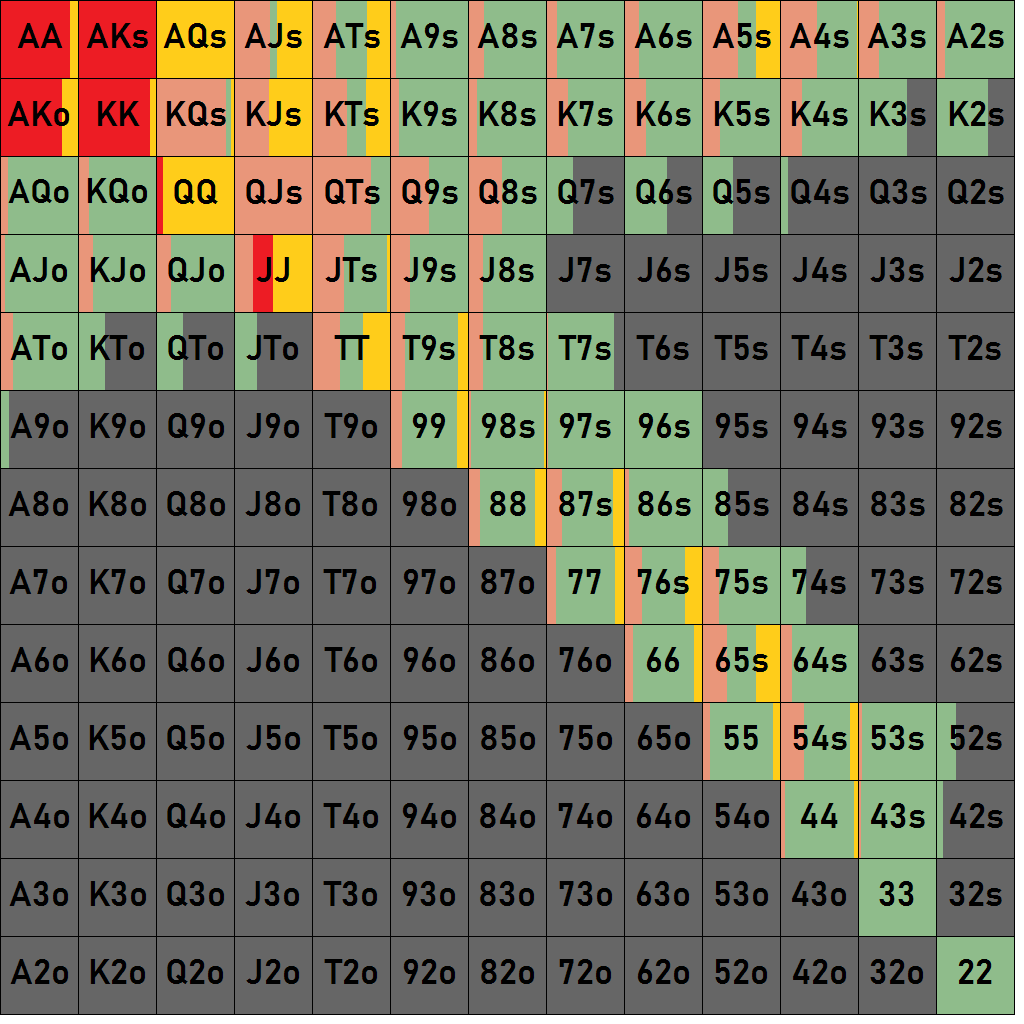 AA AKs AQs AJs ATs A9s A8s A7s A6s A5s A4s A3s A2s
AKo KK KQs KJs KTs K9s K8s K7s K6s K5s K4s K3s K2s
AQo KQo QQ QJs QTs Q9s Q8s Q7s Q6s Q5s Q4s Q3s Q2s
AJo KJo QJo JJ JTs J9s J8s J7s J6s J5s J4s J3s J2s
ATo KTo QTo JTo TT T9s T8s T7s T6s T5s T4s T3s T2s
A9o K9o Q9o J9o T9o 99 98s 97s 96s 95s 94s 93s 92s
A8o K8o Q8o J8o T8o 98o 88 87s 86s 85s 84s 83s 82s
A7o K7o Q7o J7o T7o 97o 87o 77 76s 75s 74s 73s 72s
A6o K6o Q6o J6o T6o 96o 86o 76o 66 65s 64s 63s 62s
A5o K5o Q5o J5o T5o 95o 85o 75o 65o 55 54s 53s 52s
A4o K4o Q4o J4o T4o 94o 84o 74o 64o 54o 44 43s 42s
A3o K3o Q3o J3o T3o 93o 83o 73o 63o 53o 43o 33 32s
A2o K2o Q2o J2o T2o 92o 82o 72o 62o 52o 42o 32o 22